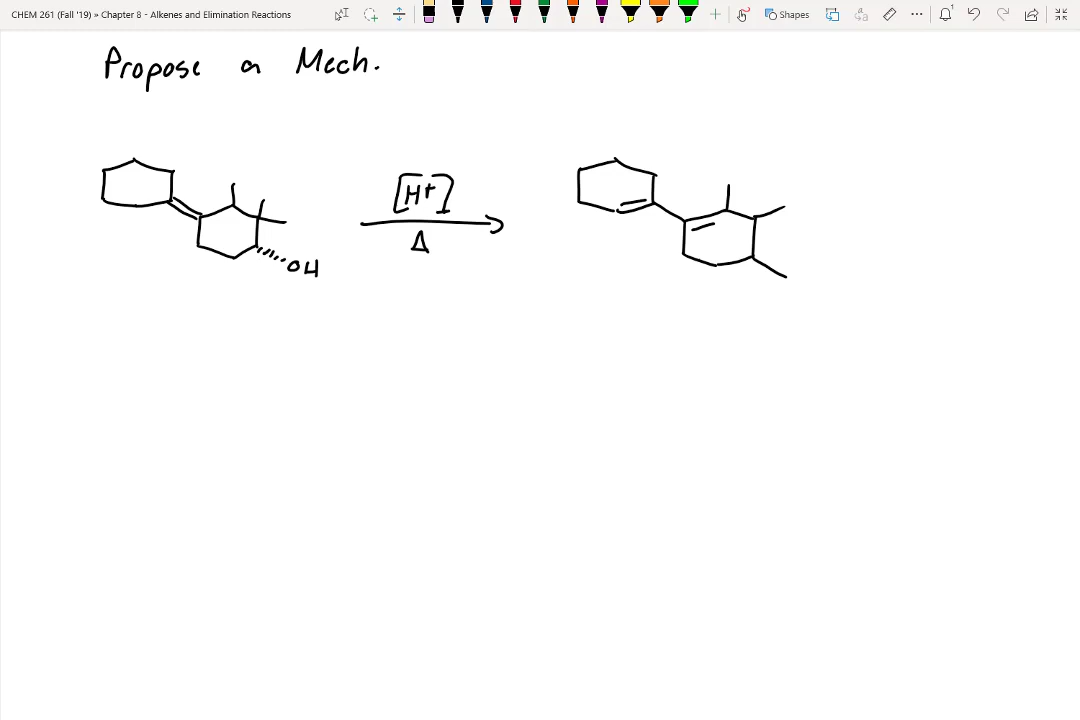 CHEM 261 (Fall '19) » Chapter 8 - Alkenes and Elimination Reactions
Shapes
Propose a Mech.
[H+]
Δ
OH